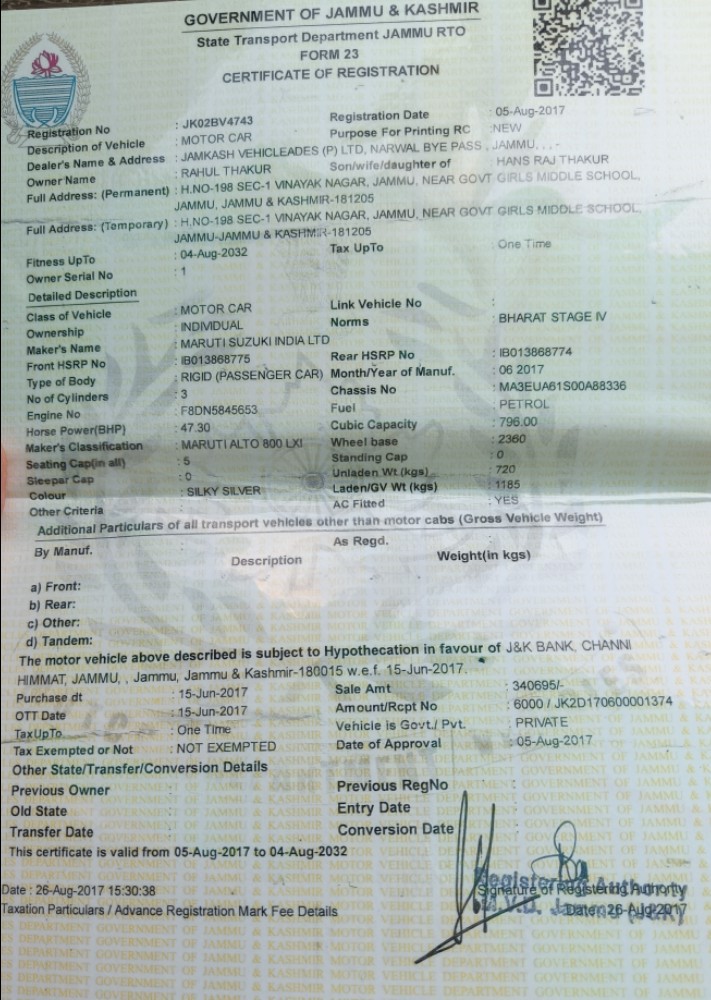 GOVERNMENT OF JAMMU & KASHMIR
State Transport Department JAMMU RTO
FORM 23
CERTIFICATE OF REGISTRATION
Registration No : JK02BV4743 Registration Date : 05-Aug-2017
Description of Vehicle : MOTOR CAR Purpose For Printing RC :NEW
Dealer's Name & Address : JAMKASH VEHICLEADES (P) LTD, NARWAL BYE PASS , JAMMU, , , -
Owner Name : RAHUL THAKUR Son/wife/daughter of : HANS RAJ THAKUR
Full Address: (Permanent) : H.NO-198 SEC-1 VINAYAK NAGAR, JAMMU, NEAR GOVT GIRLS MIDDLE SCHOOL,
JAMMU, JAMMU & KASHMIR-181205
Full Address: (Temporary) : H.NO-198 SEC-1 VINAYAK NAGAR, JAMMU, NEAR GOVT GIRLS MIDDLE SCHOOL,
JAMMU-JAMMU & KASHMIR-181205
Fitness UpTo : 04-Aug-2032 Tax UpTo One Time
Owner Serial No : 1
Detailed Description
Class of Vehicle : MOTOR CAR Link Vehicle No :
Ownership : INDIVIDUAL Norms : BHARAT STAGE IV
Maker's Name : MARUTI SUZUKI INDIA LTD
Front HSRP No : IB013868775 Rear HSRP No : IB013868774
Type of Body : RIGID (PASSENGER CAR) Month/Year of Manuf. : 06 2017
No of Cylinders : 3 Chassis No : MA3EUA61S00A88336
Engine No : F8DN5845653 Fuel : PETROL
Horse Power(BHP) : 47.30 Cubic Capacity : 796.00
Maker's Classification : MARUTI ALTO 800 LXI Wheel base : 2360
Seating Cap(in all) : 5 Standing Cap : 0
Sleepar Cap : 0 Unladen Wt (kgs) : 720
Colour : SILKY SILVER Laden/GV Wt (kgs) : 1185
Other Criteria : AC Fitted : YES
Additional Particulars of all transport vehicles other than motor cabs (Gross Vehicle Weight)
By Manuf. : As Regd. :
Description Weight(in kgs)
a) Front:
b) Rear:
c) Other:
d) Tandem:
The motor vehicle above described is subject to Hypothecation in favour of J&K BANK, CHANNI
HIMMAT, JAMMU, , Jammu, Jammu & Kashmir-180015 w.e.f. 15-Jun-2017.
Purchase dt : 15-Jun-2017 Sale Amt : 340695/-
OTT Date : 15-Jun-2017 Amount/Rcpt No : 6000 / JK2D170600001374
TaxUpTo : One Time Vehicle is Govt./ Pvt. : PRIVATE
Tax Exempted or Not : NOT EXEMPTED Date of Approval : 05-Aug-2017
Other State/Transfer/Conversion Details
Previous Owner : Previous RegNo :
Old State : Entry Date :
Transfer Date : Conversion Date :
This certificate is valid from 05-Aug-2017 to 04-Aug-2032
Registering Authority
Date : 26-Aug-2017 15:30:38 Signature of Registering Authority
M.V.D. Jammu
Taxation Particulars / Advance Registration Mark Fee Details Date: 26-Aug-2017